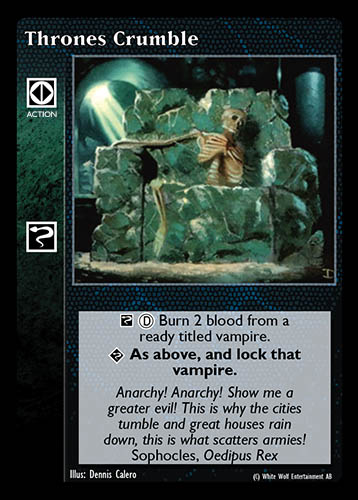 Thrones Crumble
ACTION
D Burn 2 blood from a
ready titled vampire.
As above, and lock that
vampire.
Anarchy! Anarchy! Show me a
greater evil! This is why the cities
tumble and great houses rain
down, this is what scatters armies!
Sophocles, Oedipus Rex
Illus: Dennis Calero
(C) White Wolf Entertainment AB